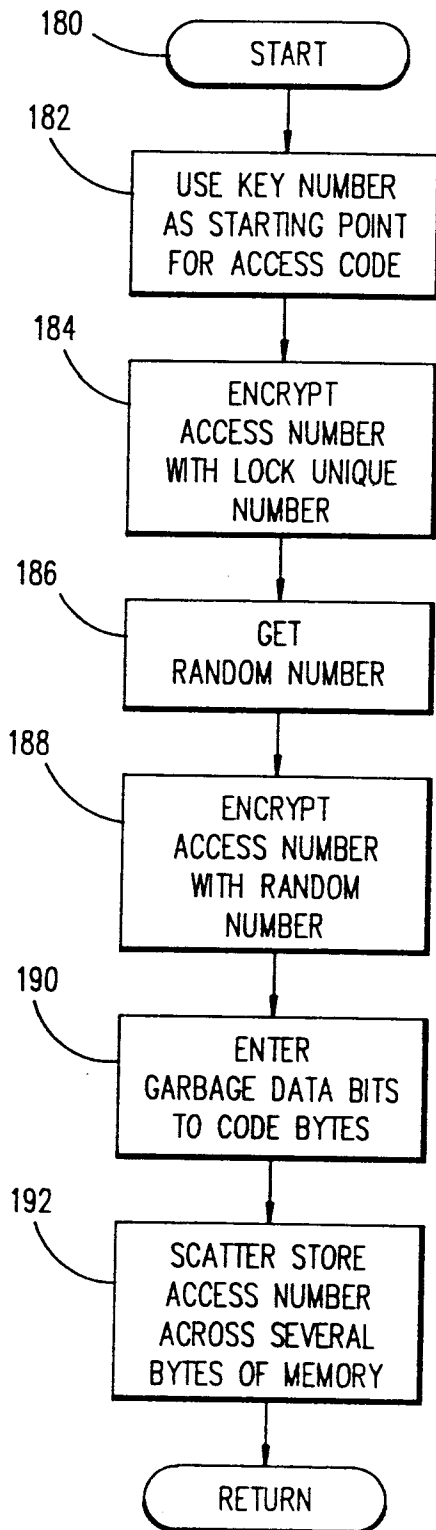 180
START
182
USE KEY NUMBER
AS STARTING POINT
FOR ACCESS CODE
184
ENCRYPT
ACCESS NUMBER
WITH LOCK UNIQUE
NUMBER
186
GET
RANDOM NUMBER
188
ENCRYPT
ACCESS NUMBER
WITH RANDOM
NUMBER
190
ENTER
GARBAGE DATA BITS
TO CODE BYTES
192
SCATTER STORE
ACCESS NUMBER
ACROSS SEVERAL
BYTES OF MEMORY
RETURN